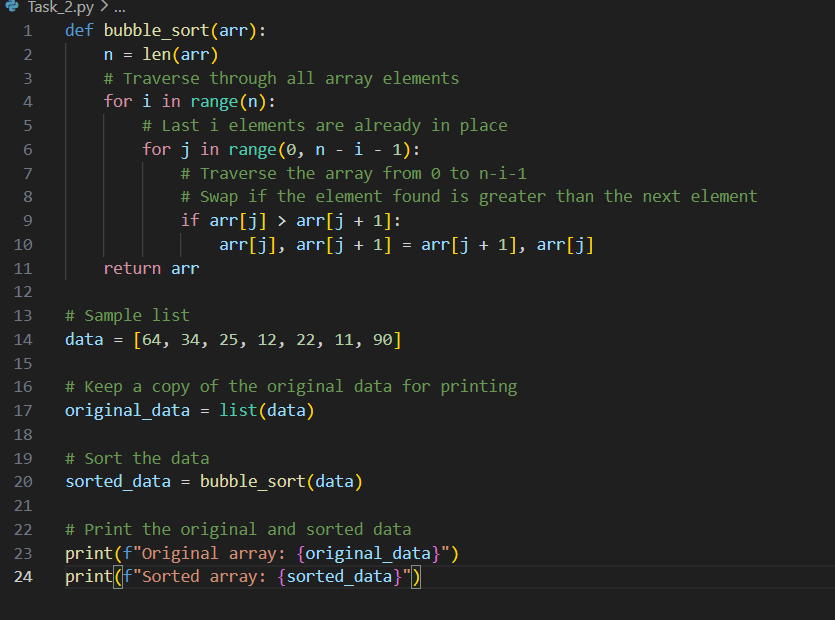 Task_2.py > ...
1 def bubble_sort(arr):
2     n = len(arr)
3     # Traverse through all array elements
4     for i in range(n):
5         # Last i elements are already in place
6         for j in range(0, n - i - 1):
7             # Traverse the array from 0 to n-i-1
8             # Swap if the element found is greater than the next element
9             if arr[j] > arr[j + 1]:
10                 arr[j], arr[j + 1] = arr[j + 1], arr[j]
11     return arr
12
13 # Sample list
14 data = [64, 34, 25, 12, 22, 11, 90]
15
16 # Keep a copy of the original data for printing
17 original_data = list(data)
18
19 # Sort the data
20 sorted_data = bubble_sort(data)
21
22 # Print the original and sorted data
23 print(f"Original array: {original_data}")
24 print(f"Sorted array: {sorted_data}")